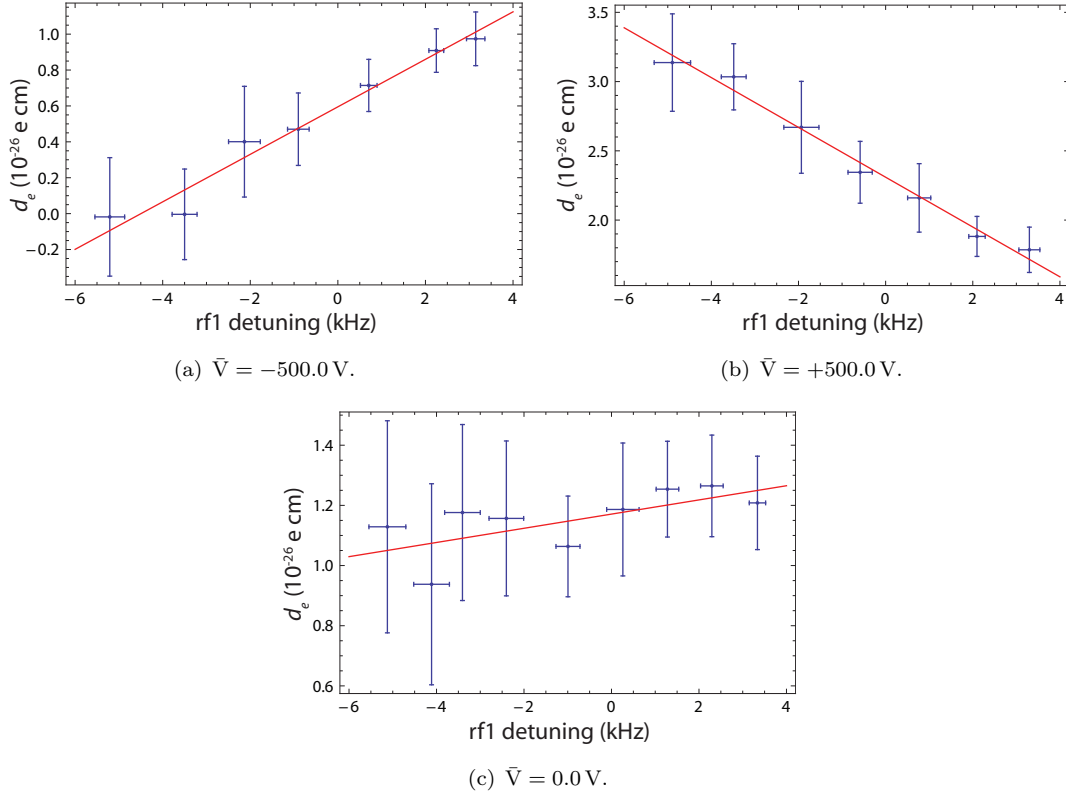 1.0
0.8
0.6
0.4
0.2
0.0
−0.2
d_e (10^-26 e cm)
−6 −4 −2 0 2 4
rf1 detuning (kHz)
(a) V̄ = −500.0 V.
3.5
3.0
2.5
2.0
d_e (10^-26 e cm)
−6 −4 −2 0 2 4
rf1 detuning (kHz)
(b) V̄ = +500.0 V.
1.4
1.2
1.0
0.8
0.6
d_e (10^-26 e cm)
−6 −4 −2 0 2 4
rf1 detuning (kHz)
(c) V̄ = 0.0 V.